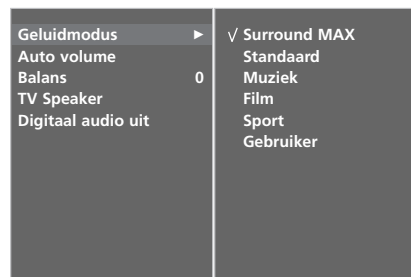 Geluidmodus ►
Auto volume
Balans 0
TV Speaker
Digitaal audio uit
√ Surround MAX
Standaard
Muziek
Film
Sport
Gebruiker